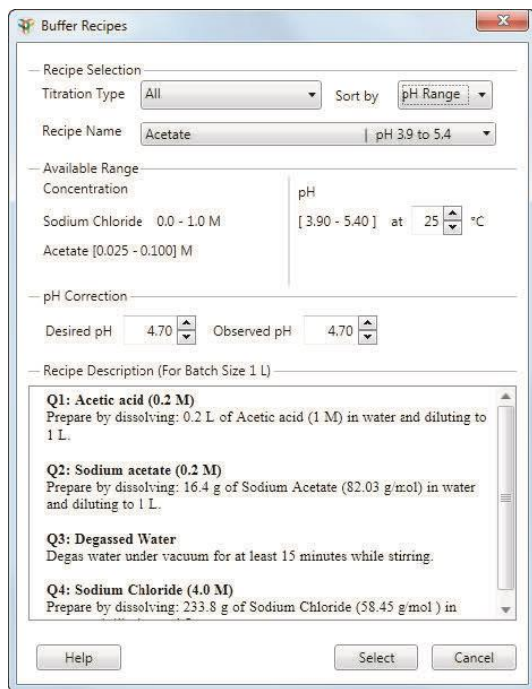 Buffer Recipes
Recipe Selection
Titration Type All Sort by pH Range
Recipe Name Acetate | pH 3.9 to 5.4
Available Range
Concentration
pH
Sodium Chloride 0.0 - 1.0 M
[ 3.90 - 5.40 ] at 25 °C
Acetate [0.025 - 0.100] M
pH Correction
Desired pH 4.70 Observed pH 4.70
Recipe Description (For Batch Size 1 L)
Q1: Acetic acid (0.2 M)
Prepare by dissolving: 0.2 L of Acetic acid (1 M) in water and diluting to
1 L.
Q2: Sodium acetate (0.2 M)
Prepare by dissolving: 16.4 g of Sodium Acetate (82.03 g/mol) in water
and diluting to 1 L.
Q3: Degassed Water
Degas water under vacuum for at least 15 minutes while stirring.
Q4: Sodium Chloride (4.0 M)
Prepare by dissolving: 233.8 g of Sodium Chloride (58.45 g/mol ) in
Help Select Cancel